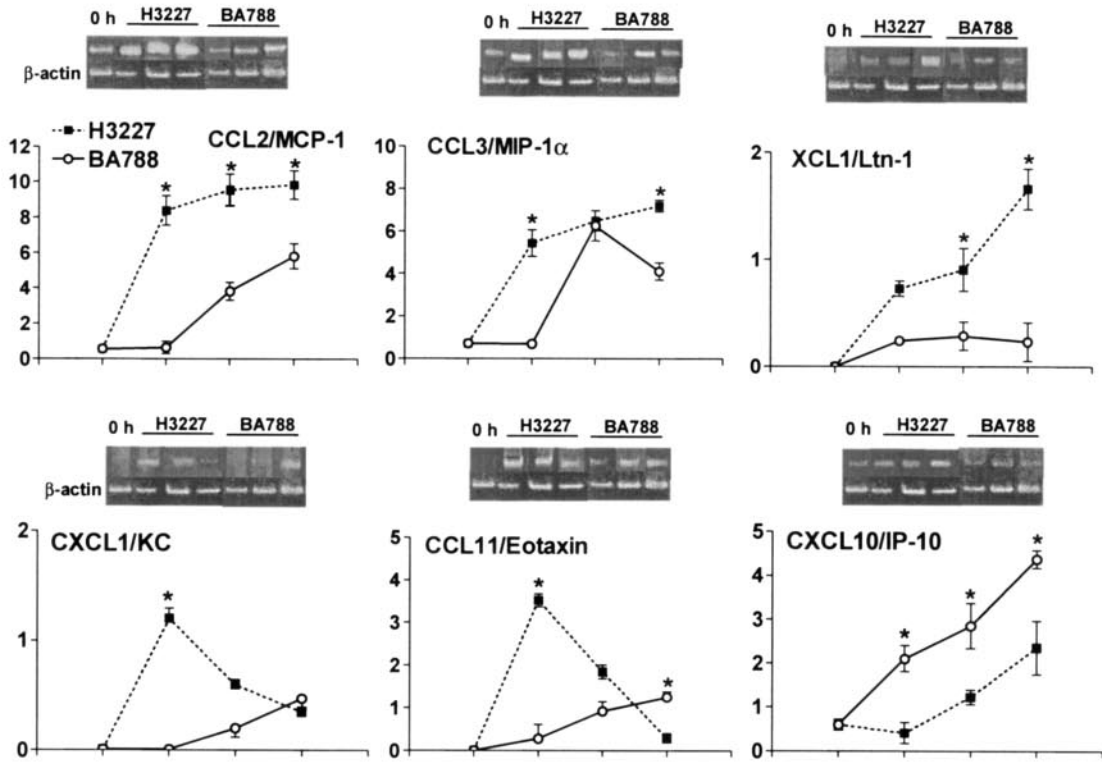 0 h H3227 BA788
0 h H3227 BA788
0 h H3227 BA788
β-actin
H3227
BA788
CCL2/MCP-1
12
10
8
6
4
2
0
* * *
CCL3/MIP-1α
10
8
6
4
2
0
* *
XCL1/Ltn-1
2
1
0
* *
0 h H3227 BA788
0 h H3227 BA788
0 h H3227 BA788
β-actin
CXCL1/KC
2
1
0
*
CCL11/Eotaxin
5
4
3
2
1
0
* *
CXCL10/IP-10
5
4
3
2
1
0
* * *